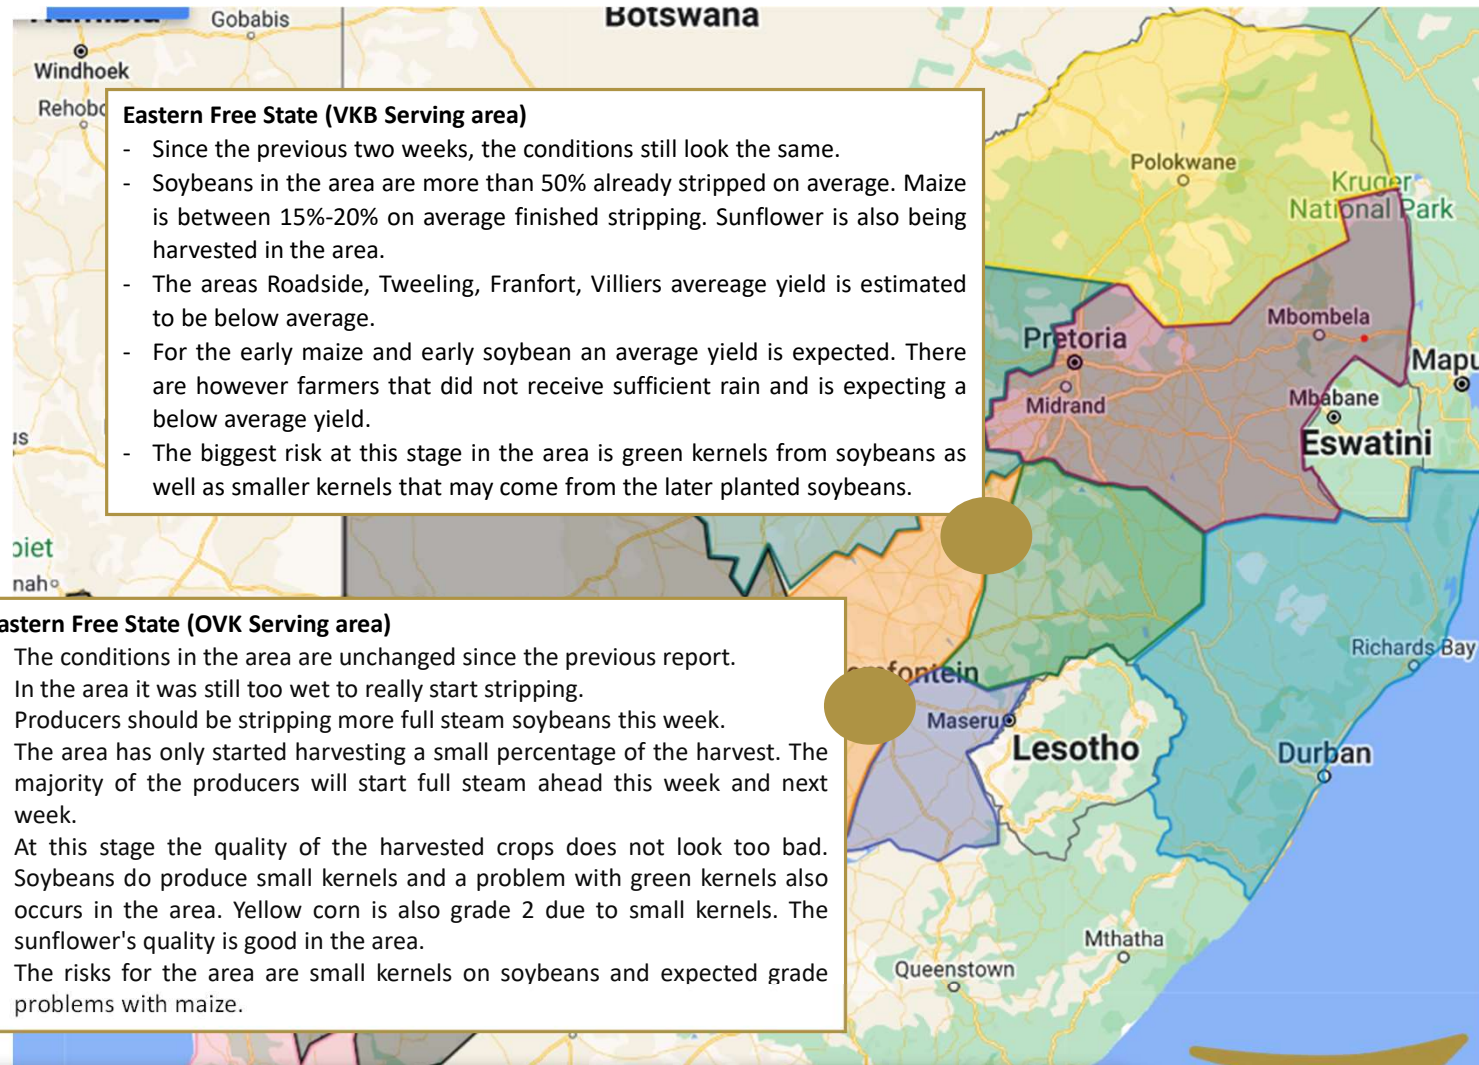 Gobabis
Botswana
Windhoek
Eastern Free State (VKB Serving area)
- Since the previous two weeks, the conditions still look the same.
- Soybeans in the area are more than 50% already stripped on average. Maize
is between 15%-20% on average finished stripping. Sunflower is also being
harvested in the area.
- The areas Roadside, Tweeling, Franfort, Villiers avereage yield is estimated
to be below average.
- For the early maize and early soybean an average yield is expected. There
are however farmers that did not receive sufficient rain and is expecting a
below average yield.
- The biggest risk at this stage in the area is green kernels from soybeans as
well as smaller kernels that may come from the later planted soybeans.
Polokwane
Kruger
National Park
Mbombela
Pretoria
Mapu
Midrand
Mbabane
Eswatini
astern Free State (OVK Serving area)
The conditions in the area are unchanged since the previous report.
In the area it was still too wet to really start stripping.
Producers should be stripping more full steam soybeans this week.
The area has only started harvesting a small percentage of the harvest. The
majority of the producers will start full steam ahead this week and next
week.
At this stage the quality of the harvested crops does not look too bad.
Soybeans do produce small kernels and a problem with green kernels also
occurs in the area. Yellow corn is also grade 2 due to small kernels. The
sunflower's quality is good in the area.
The risks for the area are small kernels on soybeans and expected grade
problems with maize.
Richards Bay
fontein
Maseru
Lesotho
Durban
Mthatha
Queenstown